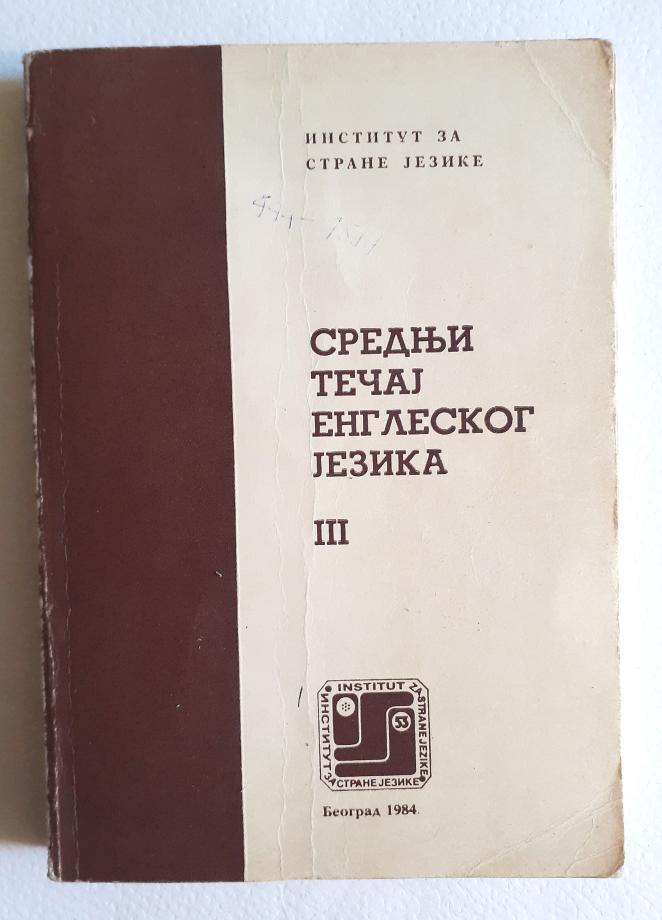 ИНСТИТУТ ЗА
СТРАНЕ ЈЕЗИКЕ
СРЕДЊИ
ТЕЧАЈ
ЕНГЛЕСКОГ
ЈЕЗИКА
III
INSTITUT ZA STRANE JEZIKE
ИНСТИТУТ ЗА СТРАНЕ ЈЕЗИКЕ
53
Београд 1984.